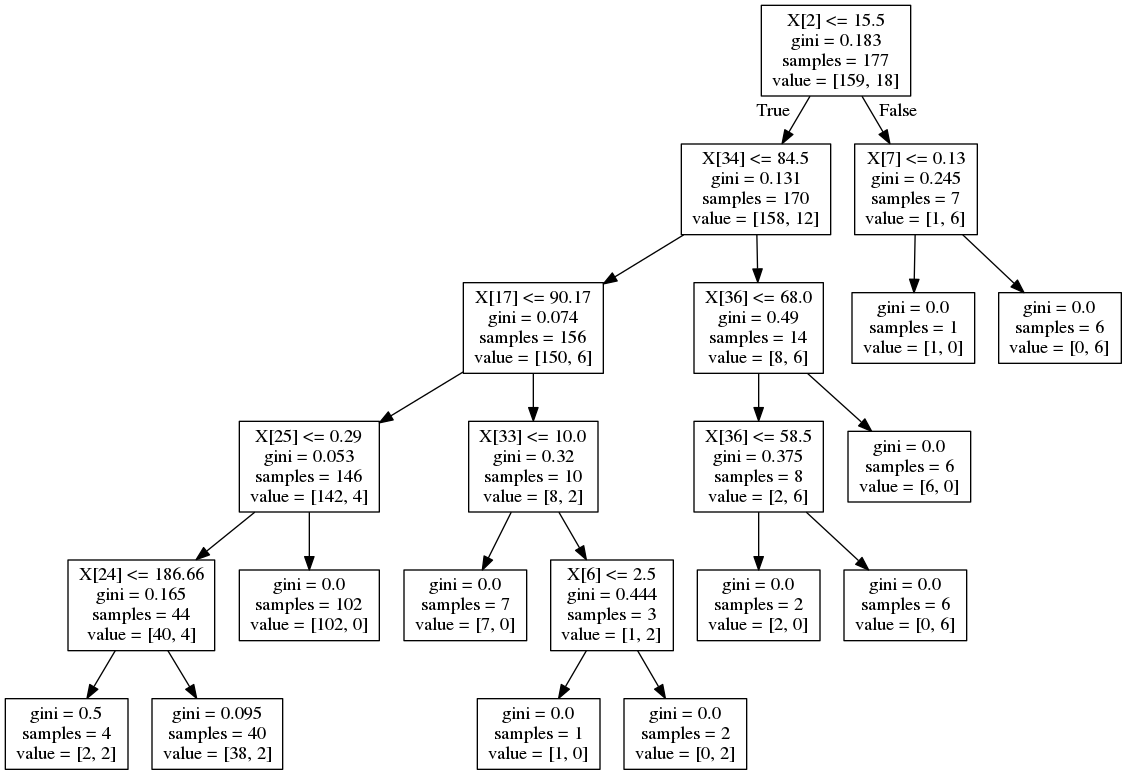 X[2] <= 15.5
gini = 0.183
samples = 177
value = [159, 18]
True
False
X[34] <= 84.5
gini = 0.131
samples = 170
value = [158, 12]
X[7] <= 0.13
gini = 0.245
samples = 7
value = [1, 6]
X[17] <= 90.17
gini = 0.074
samples = 156
value = [150, 6]
X[36] <= 68.0
gini = 0.49
samples = 14
value = [8, 6]
gini = 0.0
samples = 1
value = [1, 0]
gini = 0.0
samples = 6
value = [0, 6]
X[25] <= 0.29
gini = 0.053
samples = 146
value = [142, 4]
X[33] <= 10.0
gini = 0.32
samples = 10
value = [8, 2]
X[36] <= 58.5
gini = 0.375
samples = 8
value = [2, 6]
gini = 0.0
samples = 6
value = [6, 0]
X[24] <= 186.66
gini = 0.165
samples = 44
value = [40, 4]
gini = 0.0
samples = 102
value = [102, 0]
gini = 0.0
samples = 7
value = [7, 0]
X[6] <= 2.5
gini = 0.444
samples = 3
value = [1, 2]
gini = 0.0
samples = 2
value = [2, 0]
gini = 0.0
samples = 6
value = [0, 6]
gini = 0.5
samples = 4
value = [2, 2]
gini = 0.095
samples = 40
value = [38, 2]
gini = 0.0
samples = 1
value = [1, 0]
gini = 0.0
samples = 2
value = [0, 2]